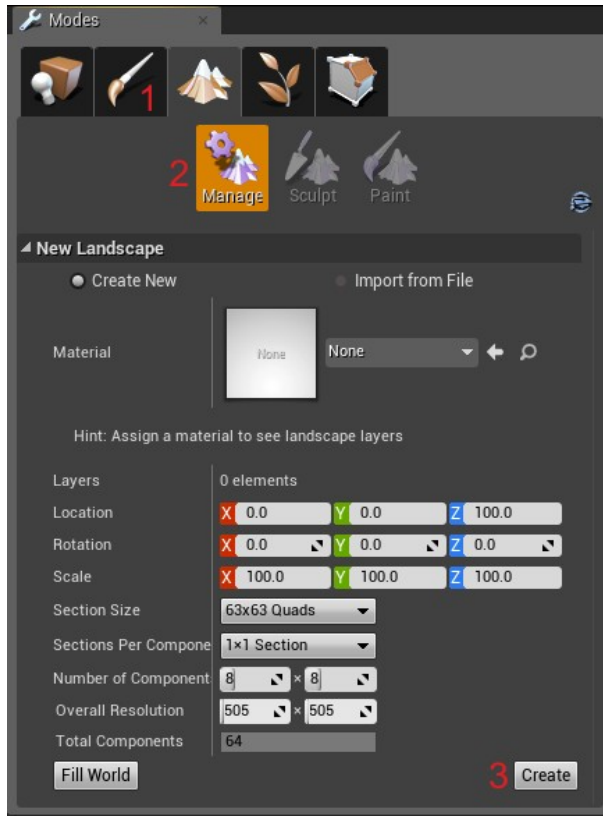 Modes
1
2
Manage Sculpt Paint
New Landscape
Create New Import from File
Material None None
Hint: Assign a material to see landscape layers
Layers 0 elements
Location X 0.0 Y 0.0 Z 100.0
Rotation X 0.0 Y 0.0 Z 0.0
Scale X 100.0 Y 100.0 Z 100.0
Section Size 63x63 Quads
Sections Per Compone 1×1 Section
Number of Component 8 × 8
Overall Resolution 505 × 505
Total Components 64
Fill World 3 Create